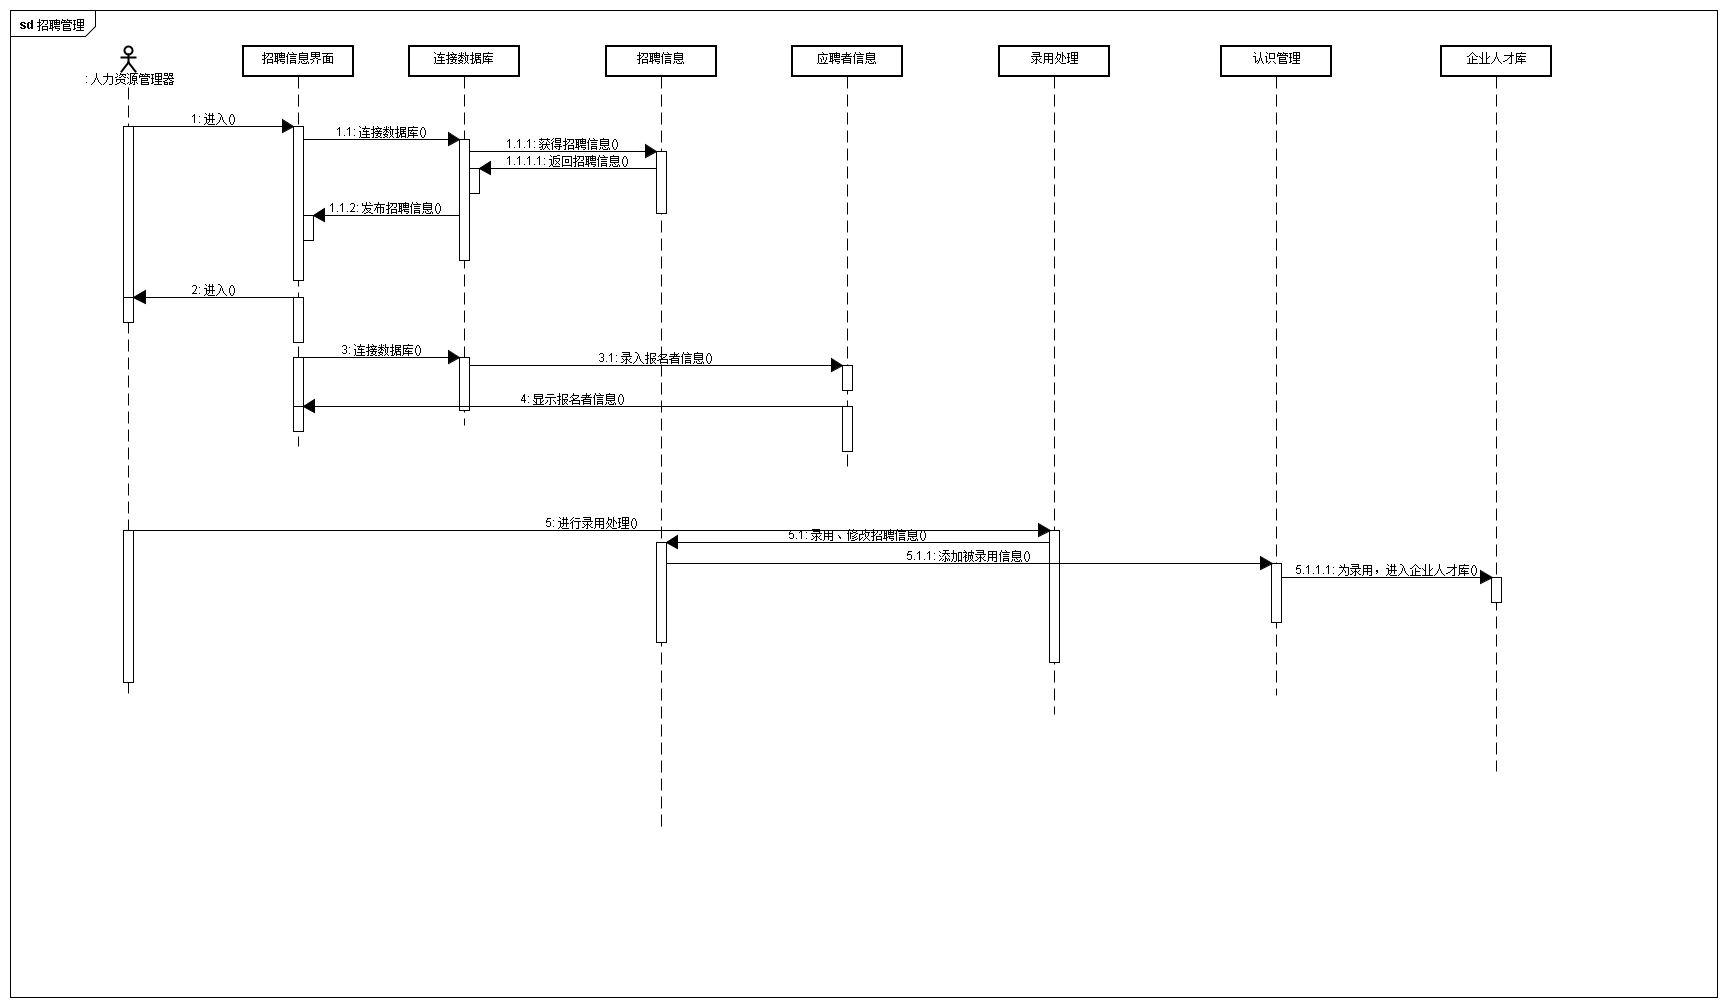 sd 招聘管理
: 人力资源管理器
招聘信息界面
连接数据库
招聘信息
应聘者信息
录用处理
认识管理
企业人才库
1: 进入()
1.1: 连接数据库()
1.1.1: 获得招聘信息()
1.1.1.1: 返回招聘信息()
1.1.2: 发布招聘信息()
2: 进入()
3: 连接数据库()
3.1: 录入报名者信息()
4: 显示报名者信息()
5: 进行录用处理()
5.1: 录用、修改招聘信息()
5.1.1: 添加被录用信息()
5.1.1.1: 为录用，进入企业人才库()